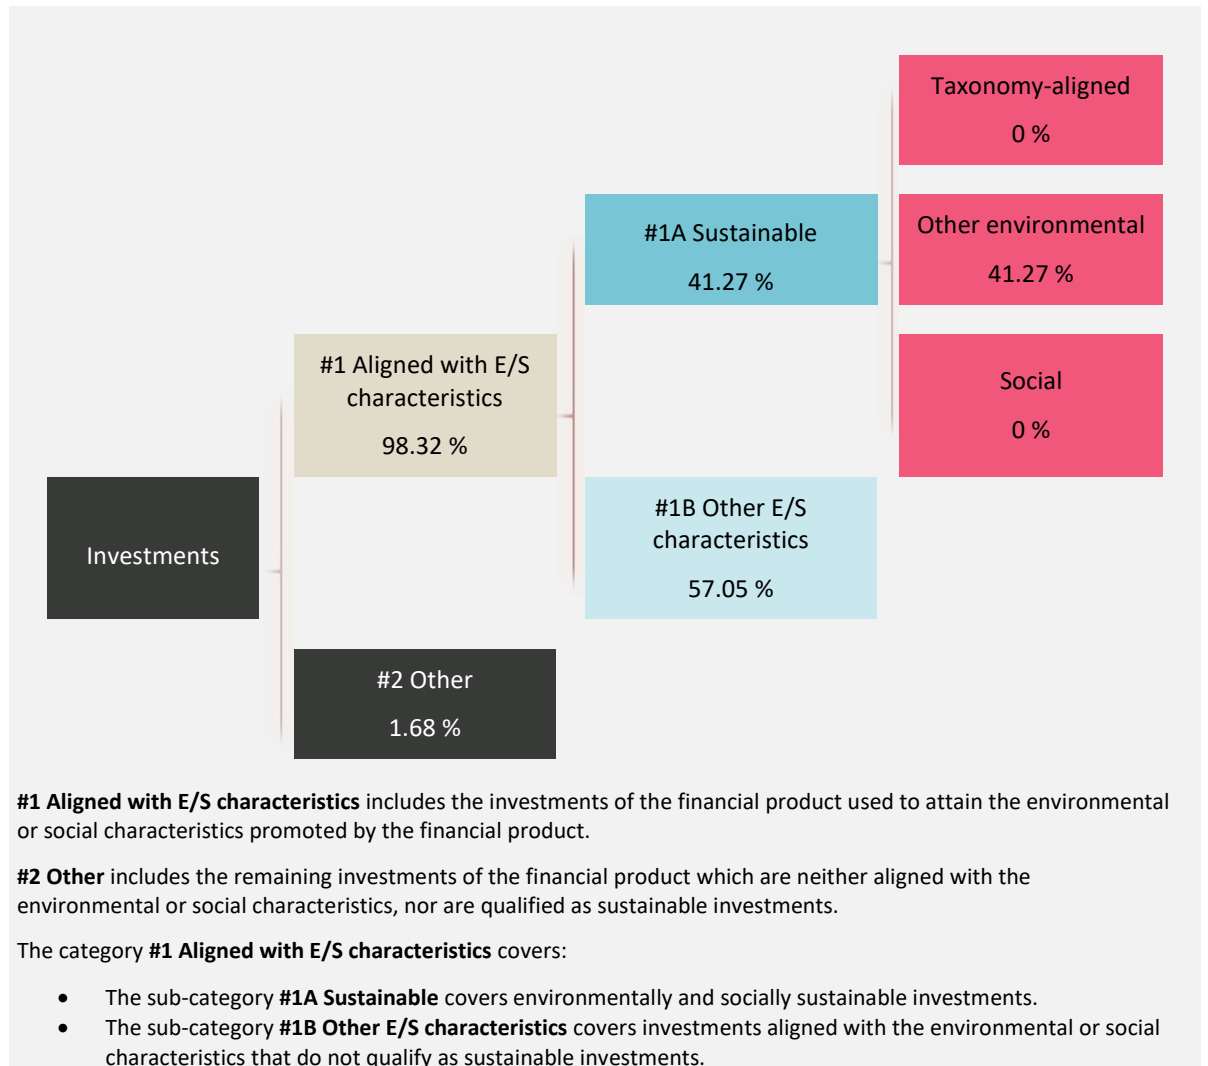 Taxonomy-aligned
0 %
#1A Sustainable
41.27 %
Other environmental
41.27 %
#1 Aligned with E/S
characteristics
98.32 %
Social
0 %
Investments
#1B Other E/S
characteristics
57.05 %
#2 Other
1.68 %
#1 Aligned with E/S characteristics includes the investments of the financial product used to attain the environmental
or social characteristics promoted by the financial product.
#2 Other includes the remaining investments of the financial product which are neither aligned with the
environmental or social characteristics, nor are qualified as sustainable investments.
The category #1 Aligned with E/S characteristics covers:
• The sub-category #1A Sustainable covers environmentally and socially sustainable investments.
• The sub-category #1B Other E/S characteristics covers investments aligned with the environmental or social
characteristics that do not qualify as sustainable investments.